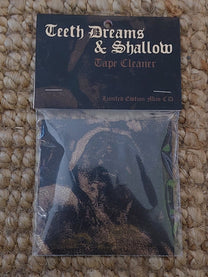 Teeth Dreams
& Shallow
Tape Cleaner
Limited Edition Mini CD